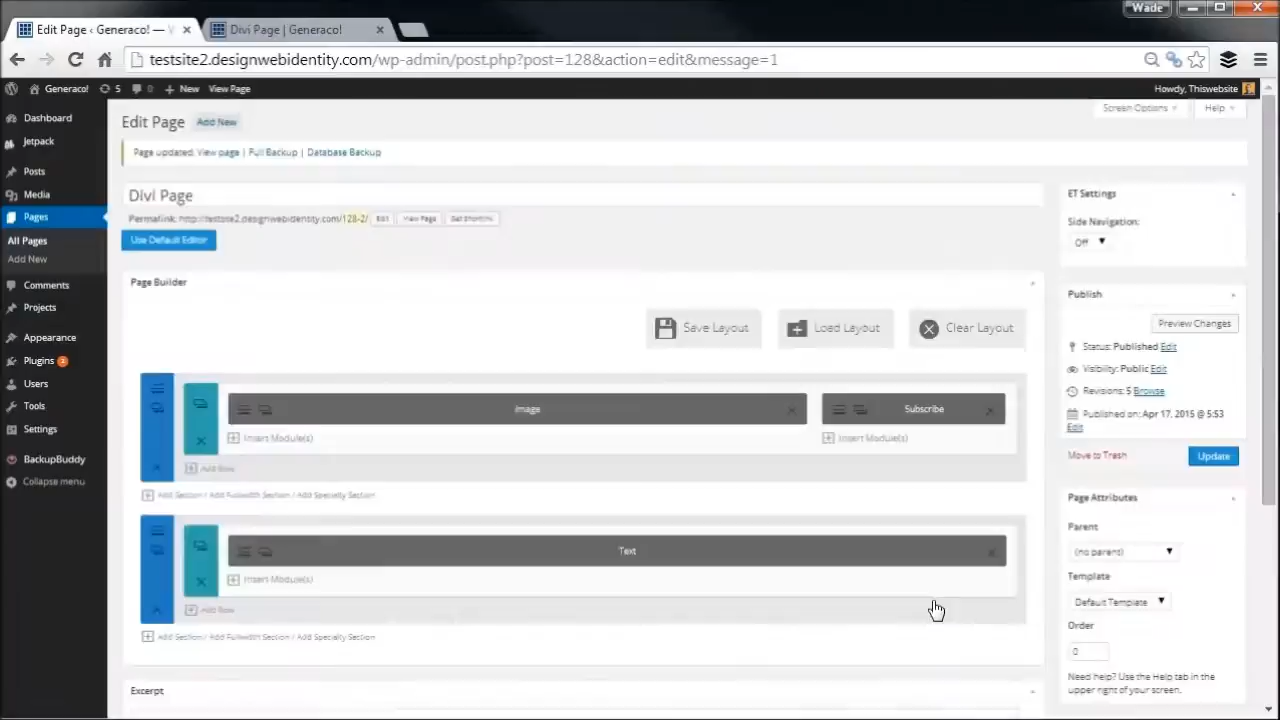 Wade
Edit Page ‹ Generaco! —
Divi Page | Generaco!
testsite2.designwebidentity.com/wp-admin/post.php?post=128&action=edit&message=1
Generaco! 5 0 New View Page Howdy, Thiswebsite
Screen Options Help
Edit Page Add New
Page updated. View page | Full Backup | Database Backup
Dashboard
Jetpack
Posts
Media
Pages
All Pages
Add New
Comments
Projects
Appearance
Plugins 3
Users
Tools
Settings
BackupBuddy
Collapse menu
Divi Page
Permalink: http://testsite2.designwebidentity.com/128-2/ Edit View Page Get Shortlink
Use Default Editor
Page Builder
Save Layout Load Layout Clear Layout
Image Subscribe
Insert Module(s) Insert Module(s)
Add Row
Add Section / Add Fullwidth Section / Add Specialty Section
Text
Insert Module(s)
Add Row
Add Section / Add Fullwidth Section / Add Specialty Section
Excerpt
ET Settings
Side Navigation:
Off
Publish
Preview Changes
Status: Published Edit
Visibility: Public Edit
Revisions: 5 Browse
Published on: Apr 17, 2015 @ 5:53
Edit
Move to Trash Update
Page Attributes
Parent
(no parent)
Template
Default Template
Order
0
Need help? Use the Help tab in the
upper right of your screen.